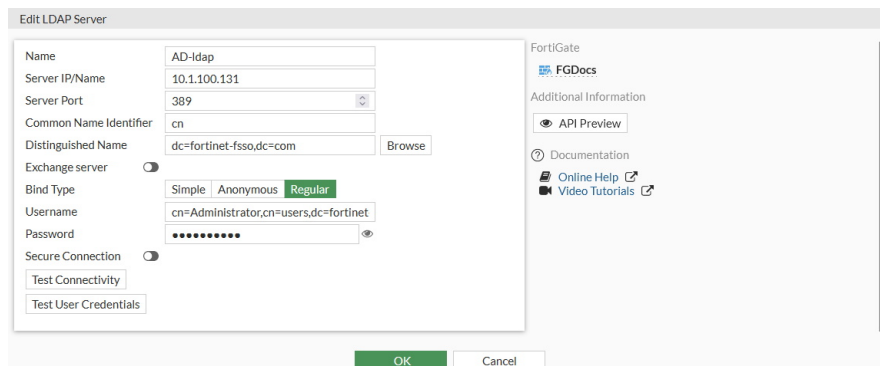 Edit LDAP Server
Name AD-ldap
Server IP/Name 10.1.100.131
Server Port 389
Common Name Identifier cn
Distinguished Name dc=fortinet-fsso,dc=com Browse
Exchange server
Bind Type Simple Anonymous Regular
Username cn=Administrator,cn=users,dc=fortinet
Password ••••••••••
Secure Connection
Test Connectivity
Test User Credentials
FortiGate
FGDocs
Additional Information
API Preview
Documentation
Online Help
Video Tutorials
OK Cancel